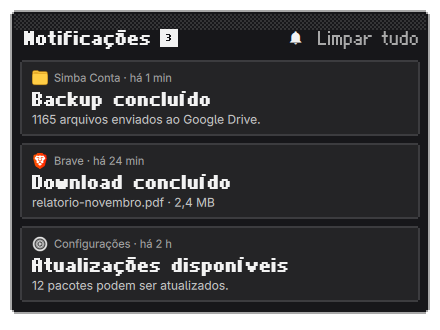 Notificações 3 Limpar tudo
Simba Conta · há 1 min
Backup concluído
1165 arquivos enviados ao Google Drive.
Brave · há 24 min
Download concluído
relatorio-novembro.pdf · 2,4 MB
Configurações · há 2 h
Atualizações disponíveis
12 pacotes podem ser atualizados.